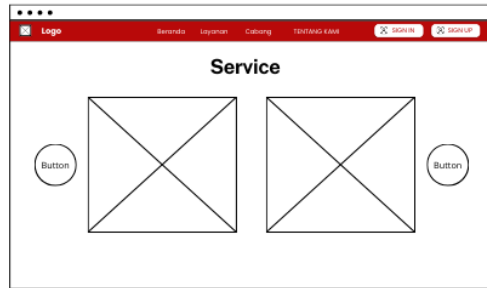 Logo Beranda Layanan Cabang TENTANG KAMI SIGN IN SIGN UP
Service
Button Button